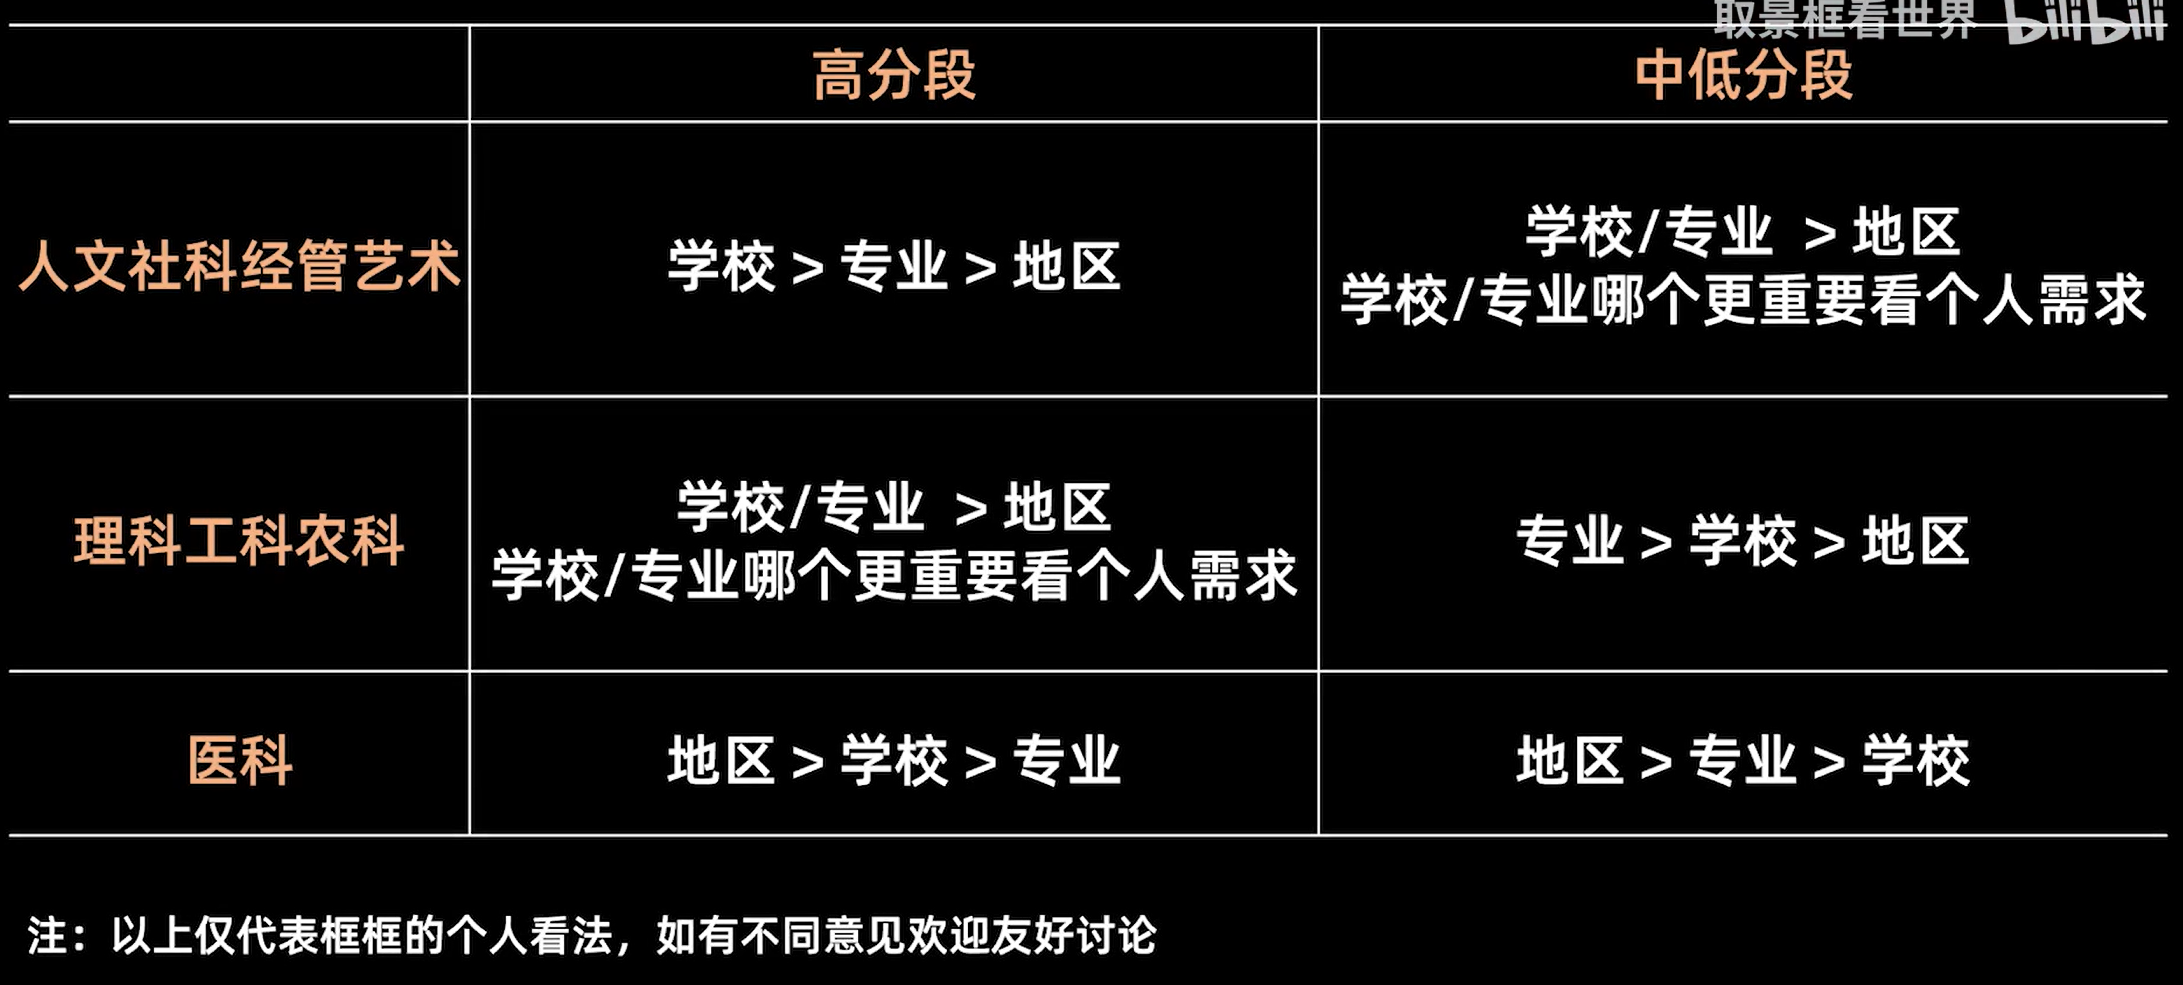 取景框看世界 bilibili
高分段 中低分段
人文社科经管艺术
学校 > 专业 > 地区
学校/专业 > 地区
学校/专业哪个更重要看个人需求
理科工科农科
学校/专业 > 地区
学校/专业哪个更重要看个人需求
专业 > 学校 > 地区
医科
地区 > 学校 > 专业
地区 > 专业 > 学校
注：以上仅代表框框的个人看法，如有不同意见欢迎友好讨论